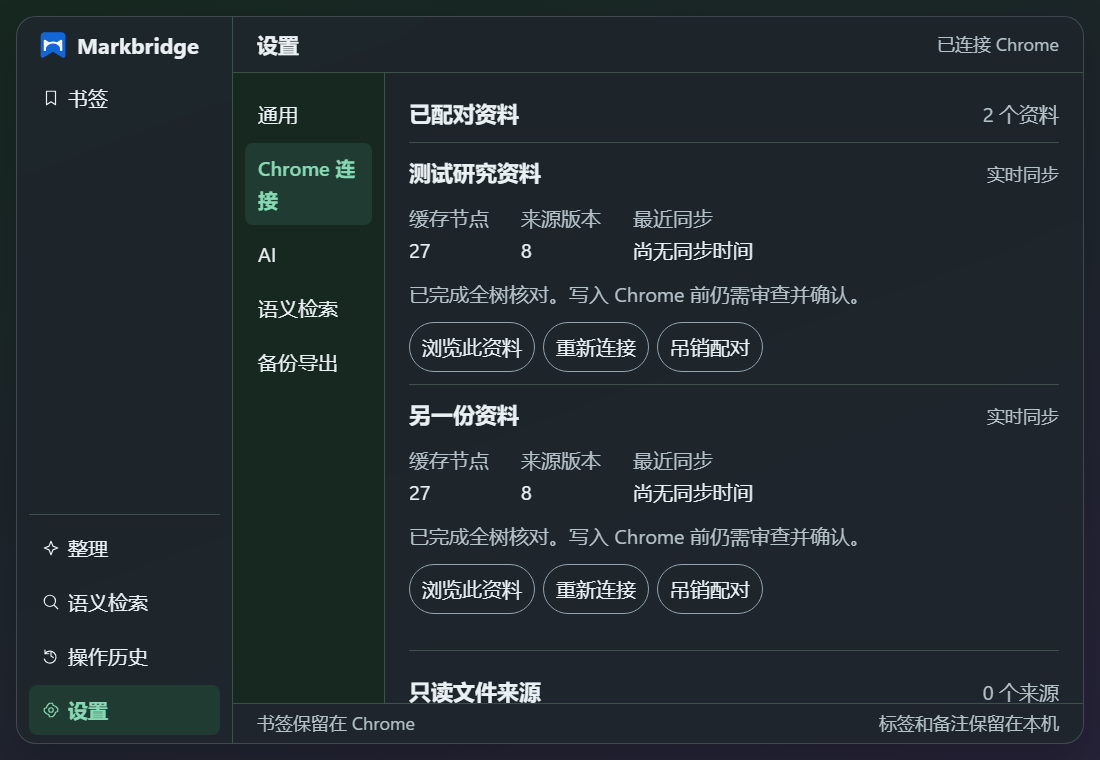 Markbridge
书签
整理
语义检索
操作历史
设置
设置
已连接 Chrome
通用
Chrome 连
接
AI
语义检索
备份导出
已配对资料
2 个资料
测试研究资料
实时同步
缓存节点 来源版本 最近同步
27 8 尚无同步时间
已完成全树核对。写入 Chrome 前仍需审查并确认。
浏览此资料 重新连接 吊销配对
另一份资料
实时同步
缓存节点 来源版本 最近同步
27 8 尚无同步时间
已完成全树核对。写入 Chrome 前仍需审查并确认。
浏览此资料 重新连接 吊销配对
只读文件来源
0 个来源
书签保留在 Chrome
标签和备注保留在本机